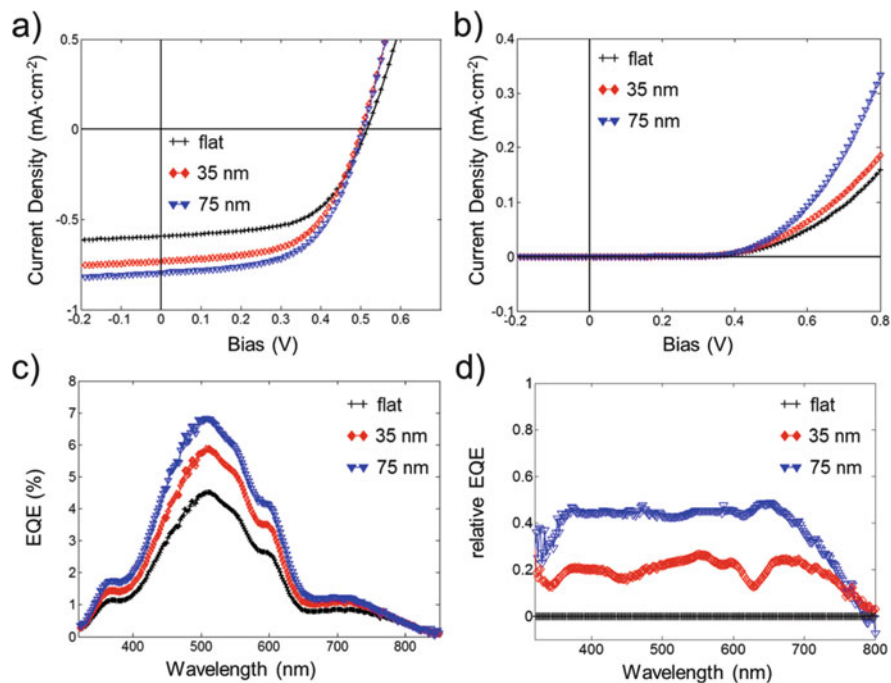 a)
0.5
0
-0.5
-1
-0.2 -0.1 0 0.1 0.2 0.3 0.4 0.5 0.6
Current Density (mA·cm-2)
Bias (V)
flat
35 nm
75 nm
b)
0.4
0.3
0.2
0.1
0
-0.1
-0.2 0 0.2 0.4 0.6 0.8
Current Density (mA·cm-2)
Bias (V)
flat
35 nm
75 nm
c)
8
7
6
5
4
3
2
1
0
400 500 600 700 800
EQE (%)
Wavelength (nm)
flat
35 nm
75 nm
d)
1
0.8
0.6
0.4
0.2
0
400 500 600 700 800
relative EQE
Wavelength (nm)
flat
35 nm
75 nm